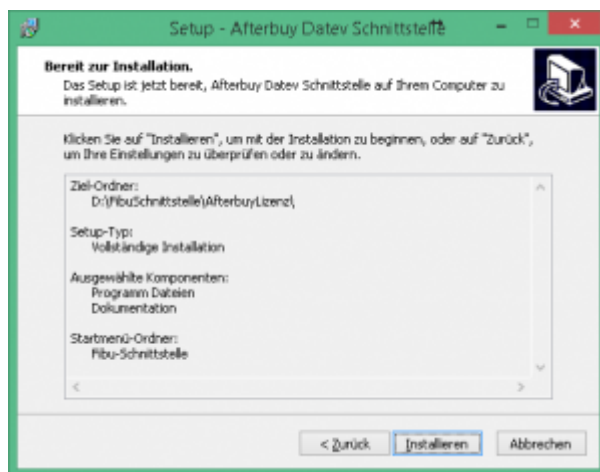 Setup - Afterbuy Datev Schnittstelle
Bereit zur Installation.
Das Setup ist jetzt bereit, Afterbuy Datev Schnittstelle auf Ihrem Computer zu
installieren.
Klicken Sie auf "Installieren", um mit der Installation zu beginnen, oder auf "Zurück",
um Ihre Einstellungen zu überprüfen oder zu ändern.
Ziel-Ordner:
D:\FibuSchnittstelle\AfterbuyLizenzl\
Setup-Typ:
Vollständige Installation
Ausgewählte Komponenten:
Programm Dateien
Dokumentation
Startmenü-Ordner:
Fibu-Schnittstelle
< Zurück
Installieren
Abbrechen